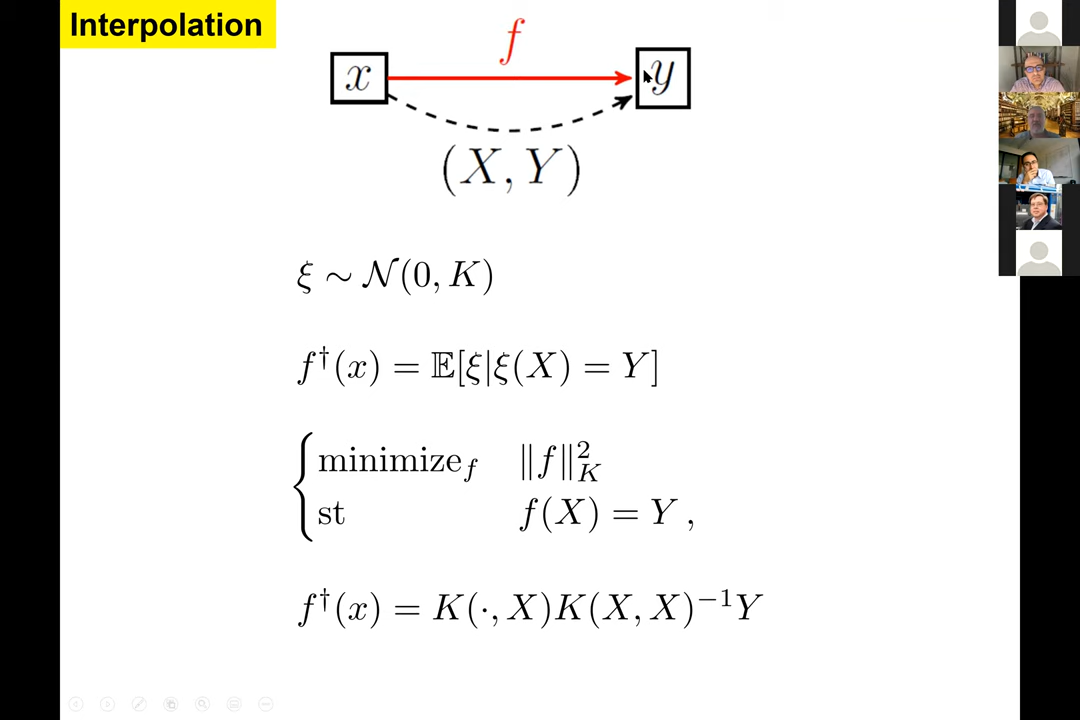 Interpolation
f
x
y
(X, Y)
ξ ∼ 𝒩(0, K)
f†(x) = 𝔼[ξ|ξ(X) = Y]
minimize_f ‖f‖²_K
st f(X) = Y ,
f†(x) = K(·, X)K(X, X)⁻¹Y